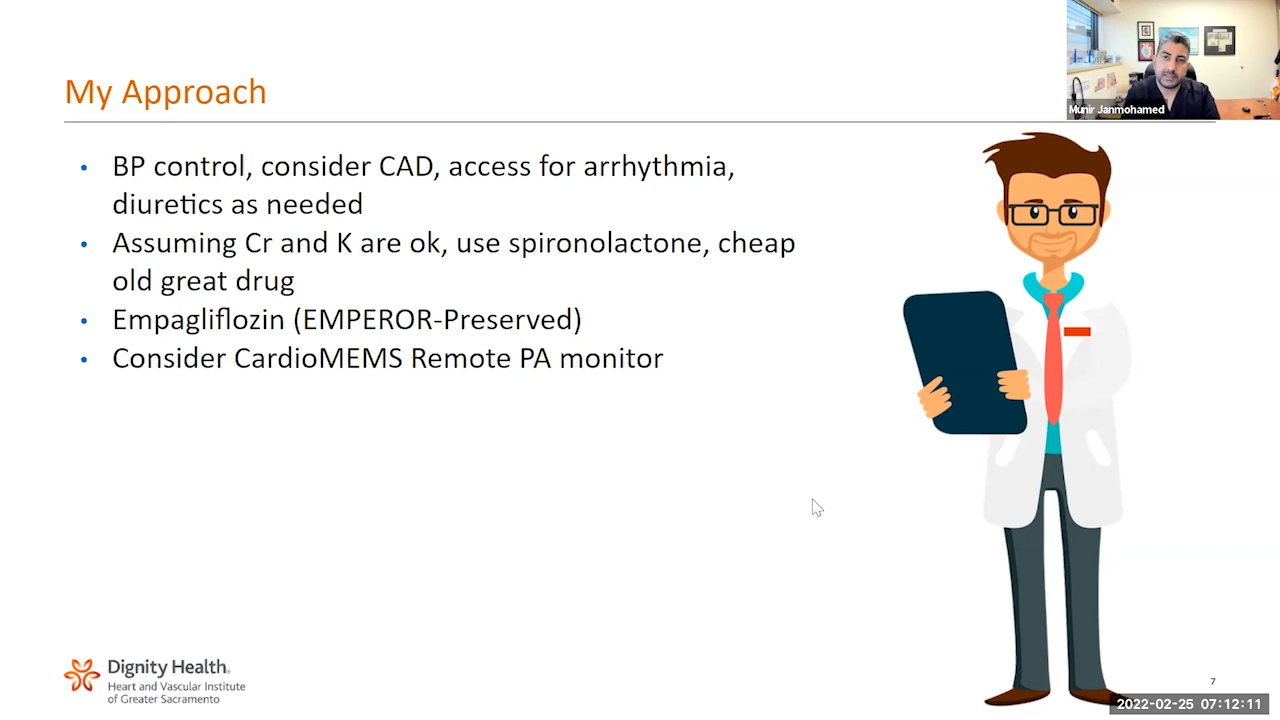 Munir Janmohamed
My Approach
• BP control, consider CAD, access for arrhythmia,
diuretics as needed
• Assuming Cr and K are ok, use spironolactone, cheap
old great drug
• Empagliflozin (EMPEROR-Preserved)
• Consider CardioMEMS Remote PA monitor
Dignity Health.
Heart and Vascular Institute
of Greater Sacramento
7
2022-02-25 07:12:11